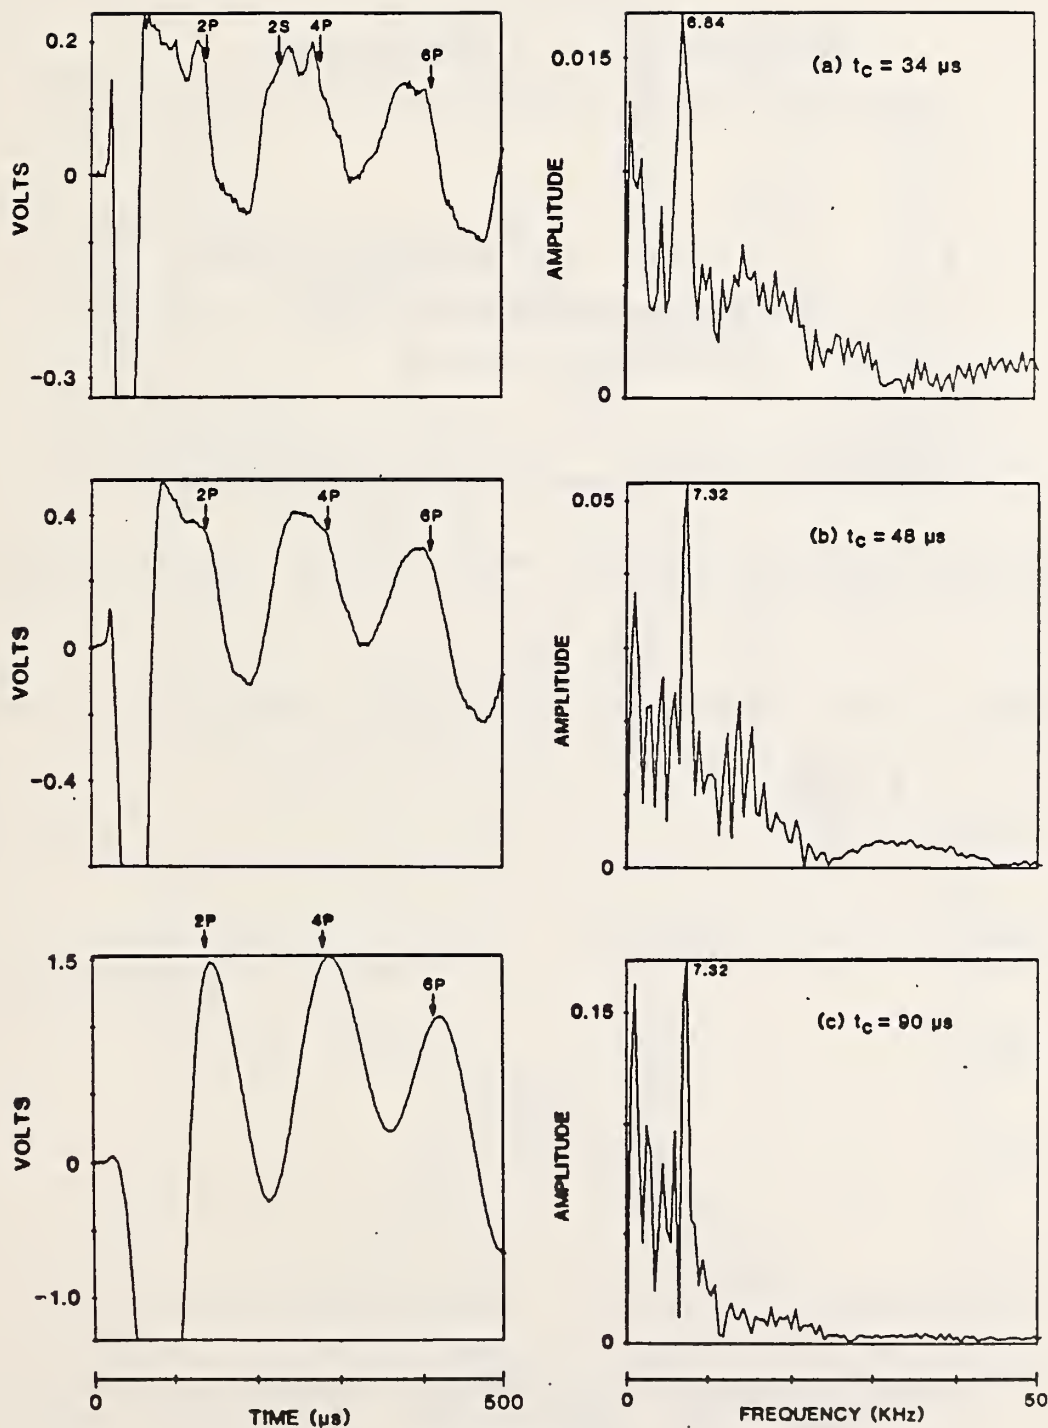 2P 2S 4P 6P
0.2
0
-0.3
VOLTS
6.84
(a) tc = 34 µs
0.015
0
AMPLITUDE
2P 4P 6P
0.4
0
-0.4
VOLTS
7.32
(b) tc = 48 µs
0.05
0
AMPLITUDE
2P 4P 6P
1.5
0
-1.0
VOLTS
7.32
(c) tc = 90 µs
0.15
0
AMPLITUDE
0 500
TIME (µs)
0 50
FREQUENCY (KHz)